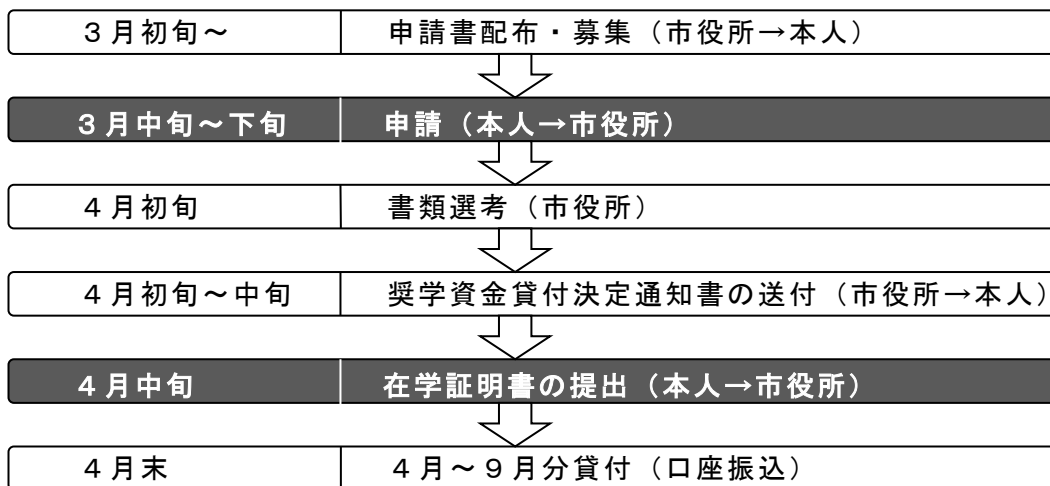 ３月初旬～　申請書配布・募集（市役所→本人）
３月中旬～下旬　申請（本人→市役所）
４月初旬　書類選考（市役所）
４月初旬～中旬　奨学資金貸付決定通知書の送付（市役所→本人）
４月中旬　在学証明書の提出（本人→市役所）
４月末　４月～９月分貸付（口座振込）